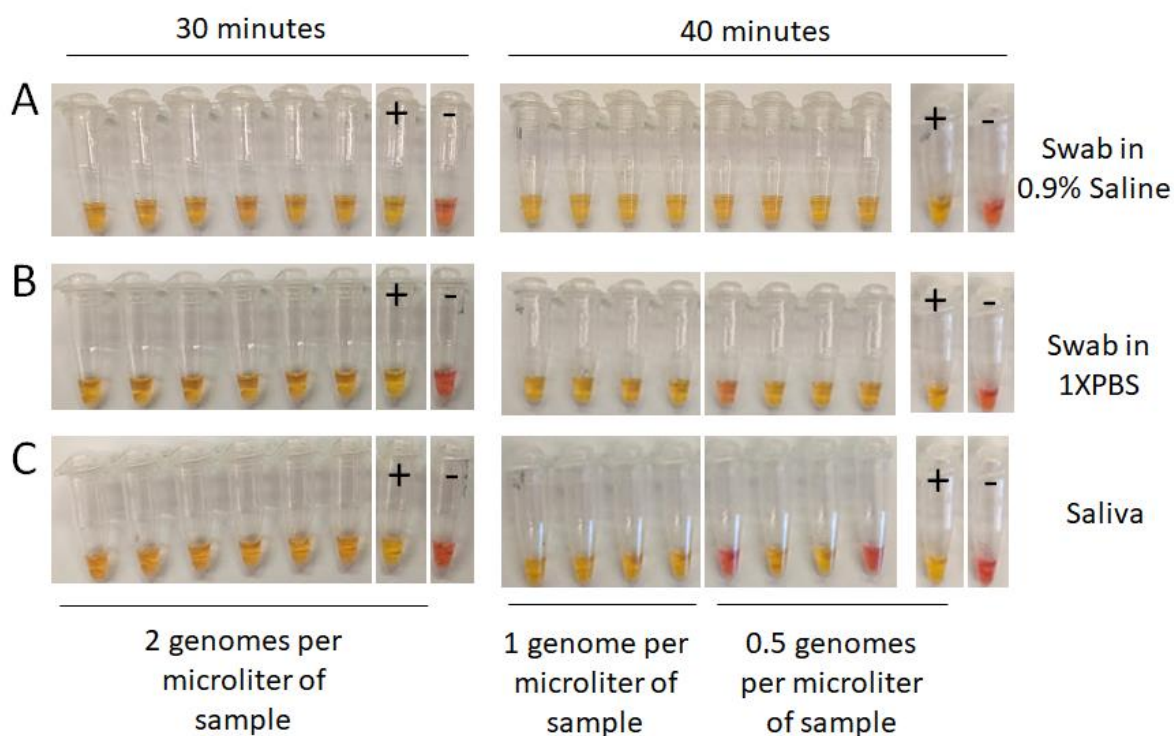 30 minutes
40 minutes
A
+
-
+
-
Swab in
0.9% Saline
B
+
-
+
-
Swab in
1XPBS
C
+
-
+
-
Saliva
2 genomes per
microliter of
sample
1 genome per
microliter of
sample
0.5 genomes
per microliter
of sample